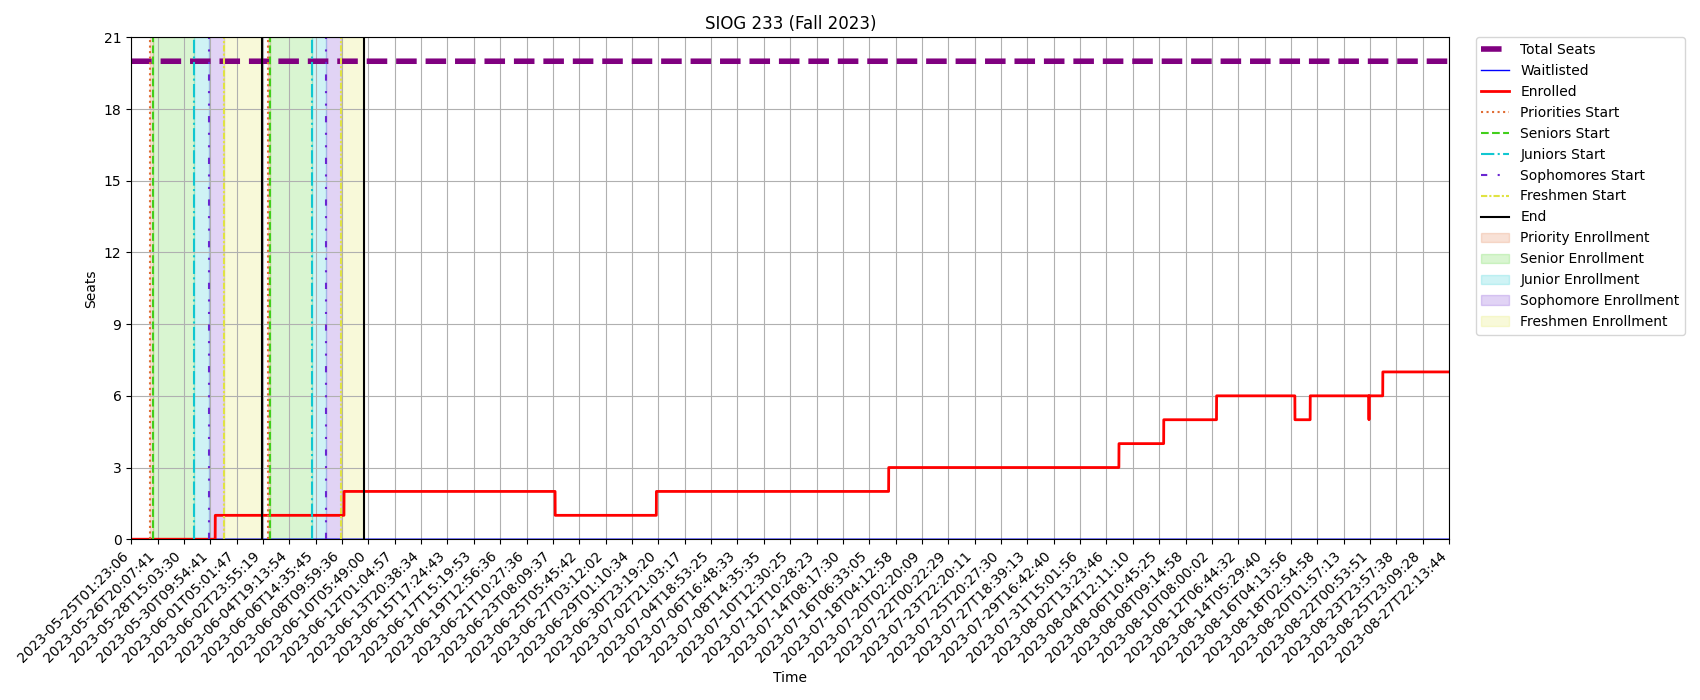 SIOG 233 (Fall 2023)
21
18
15
12
9
6
3
0
Seats
2023-05-25T01:23:06
2023-05-26T20:07:41
2023-05-28T15:03:30
2023-05-30T09:54:41
2023-06-01T05:01:47
2023-06-02T23:55:19
2023-06-04T19:13:54
2023-06-06T14:35:45
2023-06-08T09:59:36
2023-06-10T05:49:00
2023-06-12T01:04:57
2023-06-13T20:38:34
2023-06-15T17:24:43
2023-06-17T15:19:53
2023-06-19T12:56:36
2023-06-21T10:27:36
2023-06-23T08:09:37
2023-06-25T05:45:42
2023-06-27T03:12:02
2023-06-29T01:10:34
2023-06-30T23:19:20
2023-07-02T21:03:17
2023-07-04T18:53:25
2023-07-06T16:48:33
2023-07-08T14:35:35
2023-07-10T12:30:25
2023-07-12T10:28:23
2023-07-14T08:17:30
2023-07-16T06:33:05
2023-07-18T04:12:58
2023-07-20T02:20:09
2023-07-23T00:22:29
2023-07-25T22:20:11
2023-07-25T20:27:30
2023-07-27T18:39:13
2023-07-29T16:42:40
2023-07-31T15:01:56
2023-08-02T13:23:46
2023-08-04T12:11:10
2023-08-06T10:45:25
2023-08-08T09:14:58
2023-08-10T08:00:02
2023-08-12T06:44:32
2023-08-14T05:29:40
2023-08-16T04:13:56
2023-08-18T02:54:58
2023-08-20T01:57:13
2023-08-22T00:53:51
2023-08-23T23:57:38
2023-08-25T23:09:28
2023-08-27T22:13:44
Time
Total Seats
Waitlisted
Enrolled
Priorities Start
Seniors Start
Juniors Start
Sophomores Start
Freshmen Start
End
Priority Enrollment
Senior Enrollment
Junior Enrollment
Sophomore Enrollment
Freshmen Enrollment